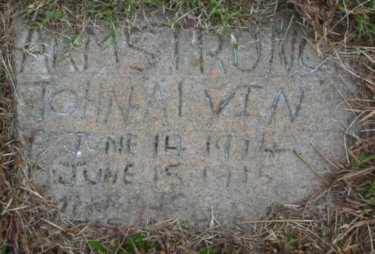 ARMSTRONG
JOHN ALVIN
B JUNE 14 1914
D JUNE 15 1915